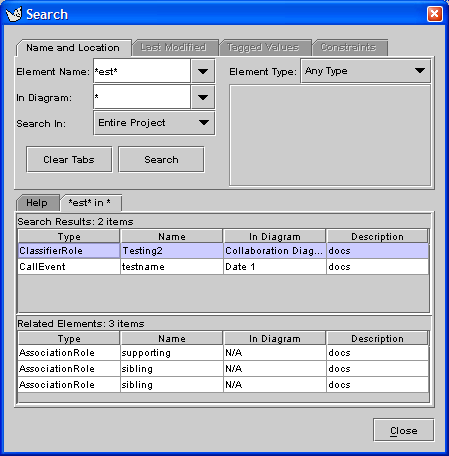 Search
Name and Location Last Modified Tagged Values Constraints
Element Name: *est* Element Type: Any Type
In Diagram: *
Search In: Entire Project
Clear Tabs Search
Help *est* in *
Search Results: 2 items
Type Name In Diagram Description
ClassifierRole Testing2 Collaboration Diag... docs
CallEvent testname Date 1 docs
Related Elements: 3 items
Type Name In Diagram Description
AssociationRole supporting N/A docs
AssociationRole sibling N/A docs
AssociationRole sibling N/A docs
Close